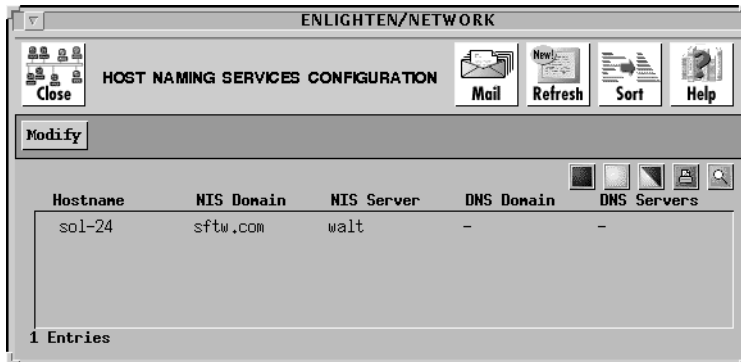 ENLIGHTEN/NETWORK
Close
HOST NAMING SERVICES CONFIGURATION
Mail
New!
Refresh
Sort
Help
Modify
Hostname NIS Domain NIS Server DNS Domain DNS Servers
sol-24 sftw.com walt - -
1 Entries